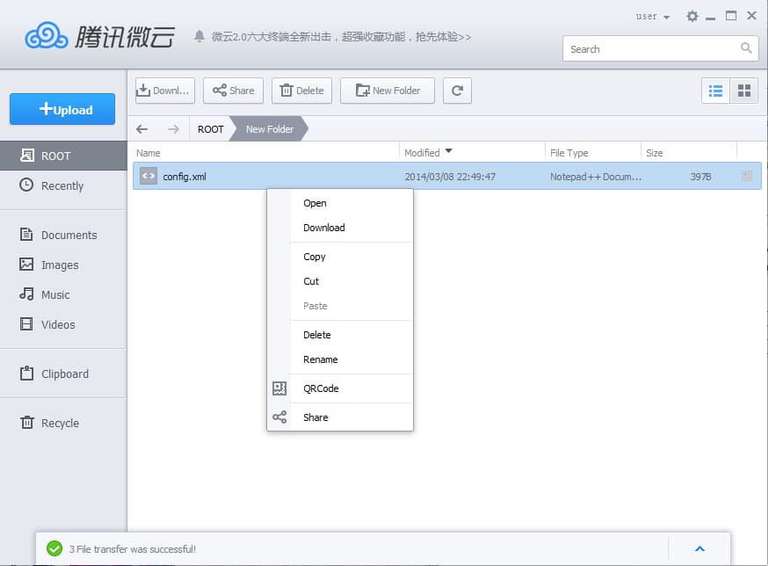 user
腾讯微云
微云2.0六大终端全新出击，超强收藏功能，抢先体验>>
Search
Upload
Downl...
Share
Delete
New Folder
ROOT
New Folder
ROOT
Recently
Documents
Images
Music
Videos
Clipboard
Recycle
Name
Modified
File Type
Size
config.xml
2014/03/08 22:49:47
Notepad++ Docum...
397B
Open
Download
Copy
Cut
Paste
Delete
Rename
QRCode
Share
3 File transfer was successful!